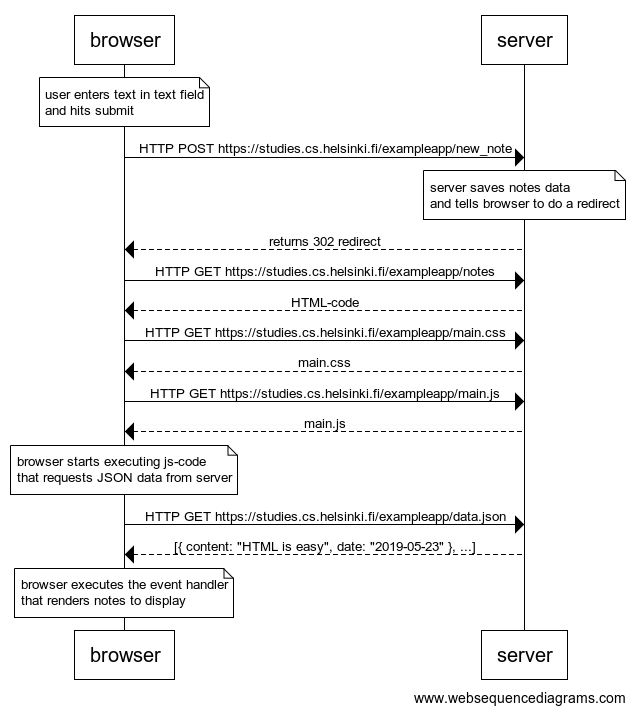 browser
server
user enters text in text field
and hits submit
HTTP POST https://studies.cs.helsinki.fi/exampleapp/new_note
server saves notes data
and tells browser to do a redirect
returns 302 redirect
HTTP GET https://studies.cs.helsinki.fi/exampleapp/notes
HTML-code
HTTP GET https://studies.cs.helsinki.fi/exampleapp/main.css
main.css
HTTP GET https://studies.cs.helsinki.fi/exampleapp/main.js
main.js
browser starts executing js-code
that requests JSON data from server
HTTP GET https://studies.cs.helsinki.fi/exampleapp/data.json
[{ content: "HTML is easy", date: "2019-05-23" }, ...]
browser executes the event handler
that renders notes to display
browser
server
www.websequencediagrams.com